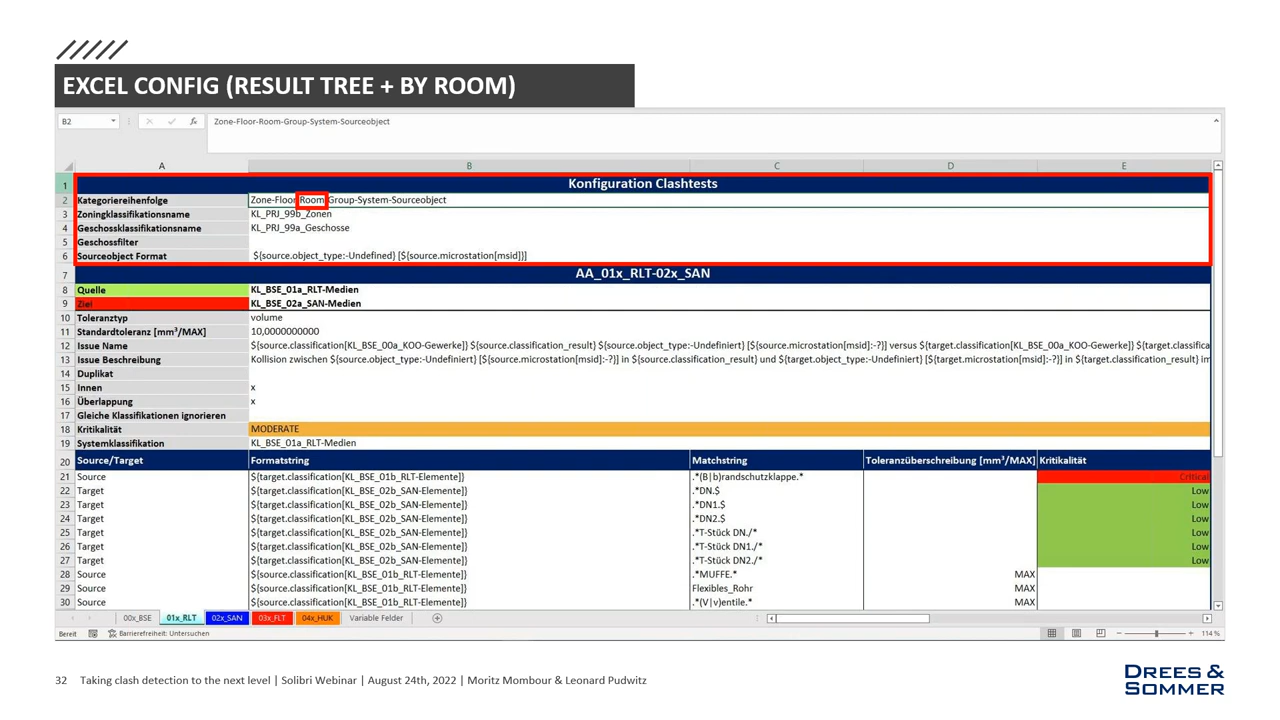 EXCEL CONFIG (RESULT TREE + BY ROOM)
B2 fx Zone-Floor-Room-Group-System-Sourceobject
A B C D E
1 Konfiguration Clashtests
2 Kategoriereihenfolge Zone-Floor-Room-Group-System-Sourceobject
3 Zoningklassifikationsname KL_PRJ_99b_Zonen
4 Geschossklassifikationsname KL_PRJ_99a_Geschosse
5 Geschossfilter
6 Sourceobject Format ${source.object_type:-Undefined} [${source.microstation[msid]}]
7 AA_01x_RLT-02x_SAN
8 Quelle KL_BSE_01a_RLT-Medien
9 Ziel KL_BSE_02a_SAN-Medien
10 Toleranztyp volume
11 Standardtoleranz [mm³/MAX] 10,0000000000
12 Issue Name ${source.classification[KL_BSE_00a_KOO-Gewerke]} ${source.classification_result} ${source.object_type:-Undefiniert} [${source.microstation[msid]:-?}] versus ${target.classification[KL_BSE_00a_KOO-Gewerke]} ${target.classifica
13 Issue Beschreibung Kollision zwischen ${source.object_type:-Undefiniert} [${source.microstation[msid]:-?}] in ${source.classification_result} und ${target.object_type:-Undefiniert} [${target.microstation[msid]:-?}] in ${target.classification_result} im
14 Duplikat
15 Innen x
16 Überlappung x
17 Gleiche Klassifikationen ignorieren
18 Kritikalität MODERATE
19 Systemklassifikation KL_BSE_01a_RLT-Medien
20 Source/Target Formatstring Matchstring Toleranzüberschreibung [mm³/MAX] Kritikalität
21 Source ${target.classification[KL_BSE_01b_RLT-Elemente]} .*(B|b)randschutzklappe.* Critical
22 Target ${target.classification[KL_BSE_02b_SAN-Elemente]} .*DN.$ Low
23 Target ${target.classification[KL_BSE_02b_SAN-Elemente]} .*DN1.$ Low
24 Target ${target.classification[KL_BSE_02b_SAN-Elemente]} .*DN2.$ Low
25 Target ${target.classification[KL_BSE_02b_SAN-Elemente]} .*T-Stück DN./* Low
26 Target ${target.classification[KL_BSE_02b_SAN-Elemente]} .*T-Stück DN1./* Low
27 Target ${target.classification[KL_BSE_02b_SAN-Elemente]} .*T-Stück DN2./* Low
28 Source ${source.classification[KL_BSE_01b_RLT-Elemente]} .*MUFFE.* MAX
29 Source ${source.classification[KL_BSE_01b_RLT-Elemente]} Flexibles_Rohr MAX
30 Source ${source.classification[KL_BSE_01b_RLT-Elemente]} .*(V|v)entile.* MAX
00x_BSE 01x_RLT 02x_SAN 03x_FLT 04x_HUK Variable Felder
Bereit Barrierefreiheit: Untersuchen 114 %
32 Taking clash detection to the next level | Solibri Webinar | August 24th, 2022 | Moritz Mombour & Leonard Pudwitz
DREES &
SOMMER